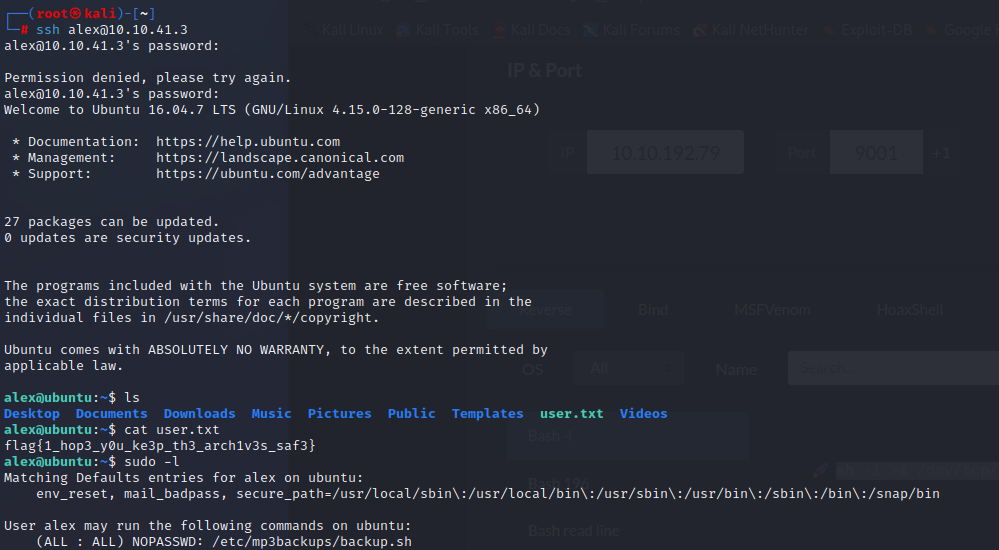 ┌──(root㉿kali)-[~]
└─# ssh alex@10.10.41.3
alex@10.10.41.3's password:
Permission denied, please try again.
alex@10.10.41.3's password:
Welcome to Ubuntu 16.04.7 LTS (GNU/Linux 4.15.0-128-generic x86_64)
* Documentation:  https://help.ubuntu.com
* Management:     https://landscape.canonical.com
* Support:        https://ubuntu.com/advantage
27 packages can be updated.
0 updates are security updates.
The programs included with the Ubuntu system are free software;
the exact distribution terms for each program are described in the
individual files in /usr/share/doc/*/copyright.
Ubuntu comes with ABSOLUTELY NO WARRANTY, to the extent permitted by
applicable law.
alex@ubuntu:~$ ls
Desktop  Documents  Downloads  Music  Pictures  Public  Templates  user.txt  Videos
alex@ubuntu:~$ cat user.txt
flag{1_hop3_y0u_ke3p_th3_arch1v3s_saf3}
alex@ubuntu:~$ sudo -l
Matching Defaults entries for alex on ubuntu:
    env_reset, mail_badpass, secure_path=/usr/local/sbin\:/usr/local/bin\:/usr/sbin\:/usr/bin\:/sbin\:/bin\:/snap/bin
User alex may run the following commands on ubuntu:
    (ALL : ALL) NOPASSWD: /etc/mp3backups/backup.sh
Kali Linux  Kali Tools  Kali Docs  Kali Forums  Kali NetHunter  Exploit-DB  Google
IP & Port
IP  10.10.192.79  Port  9001  +1
Reverse  Bind  MSFVenom  HoaxShell
OS  All  Name  Search...
Bash -i
Bash 196
Bash read line